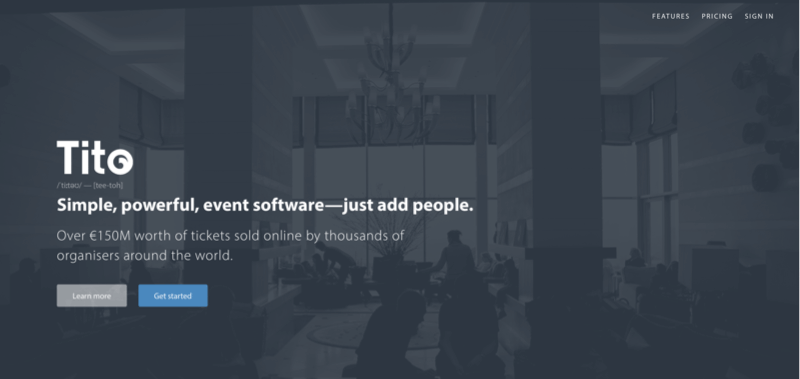 FEATURES PRICING SIGN IN
Tito
— [tee-toh]
Simple, powerful, event software—just add people.
Over €150M worth of tickets sold online by thousands of
organisers around the world.
Learn more Get started